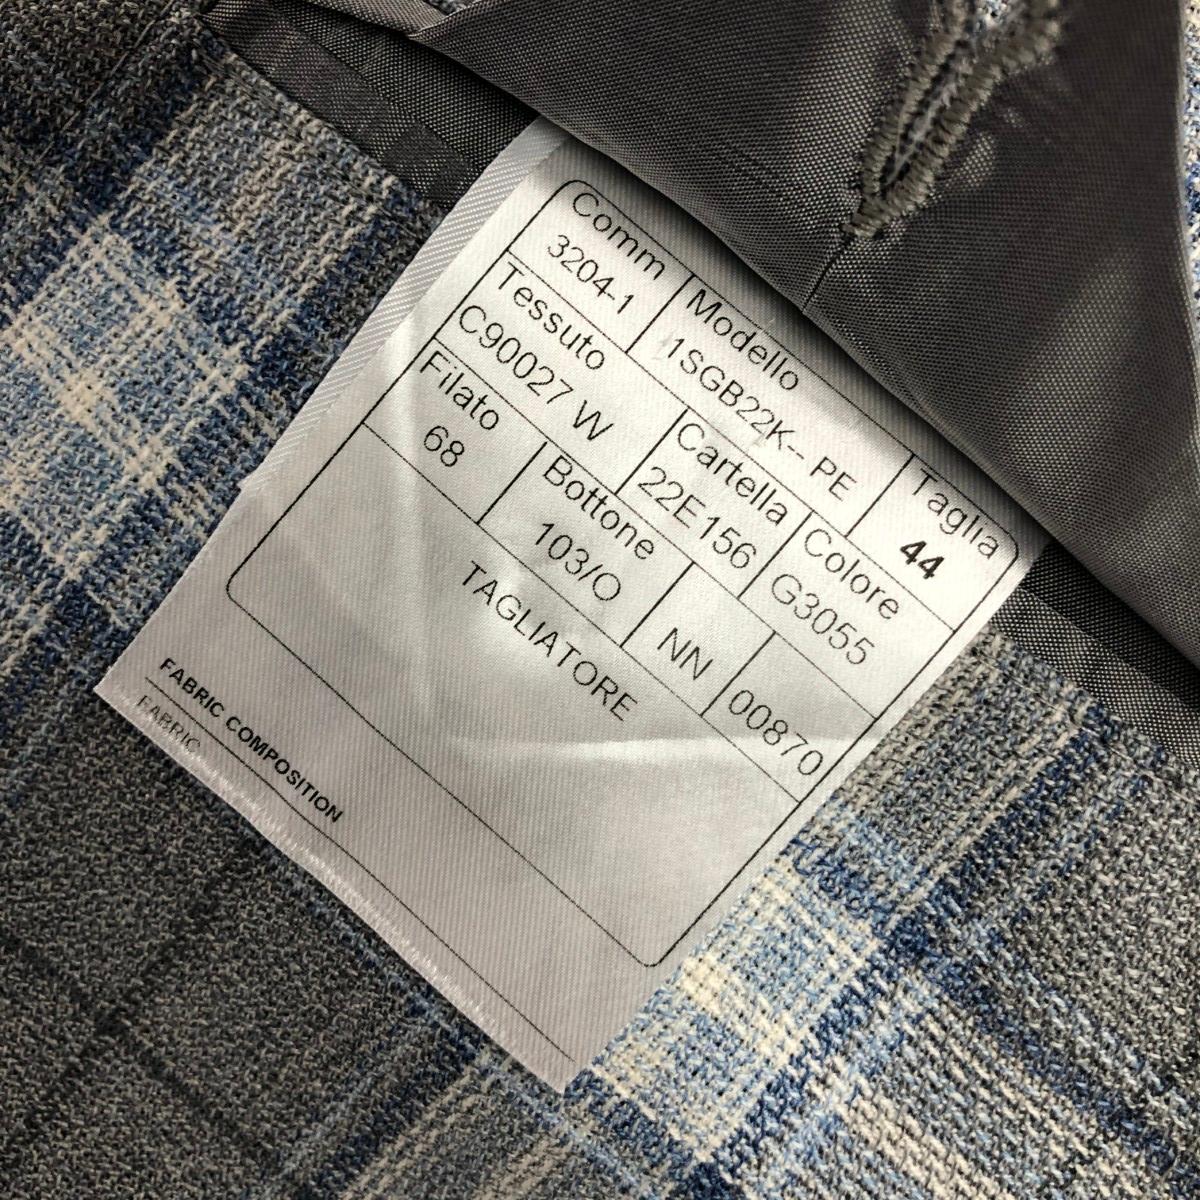 Comm Modello Taglia
3204-1 1SGB22K-- PE 44
Tessuto Cartella Colore
C90027 W 22E156 G3055
Filato Bottone
68 103/O NN 00870
TAGLIATORE
FABRIC COMPOSITION
FABRIC